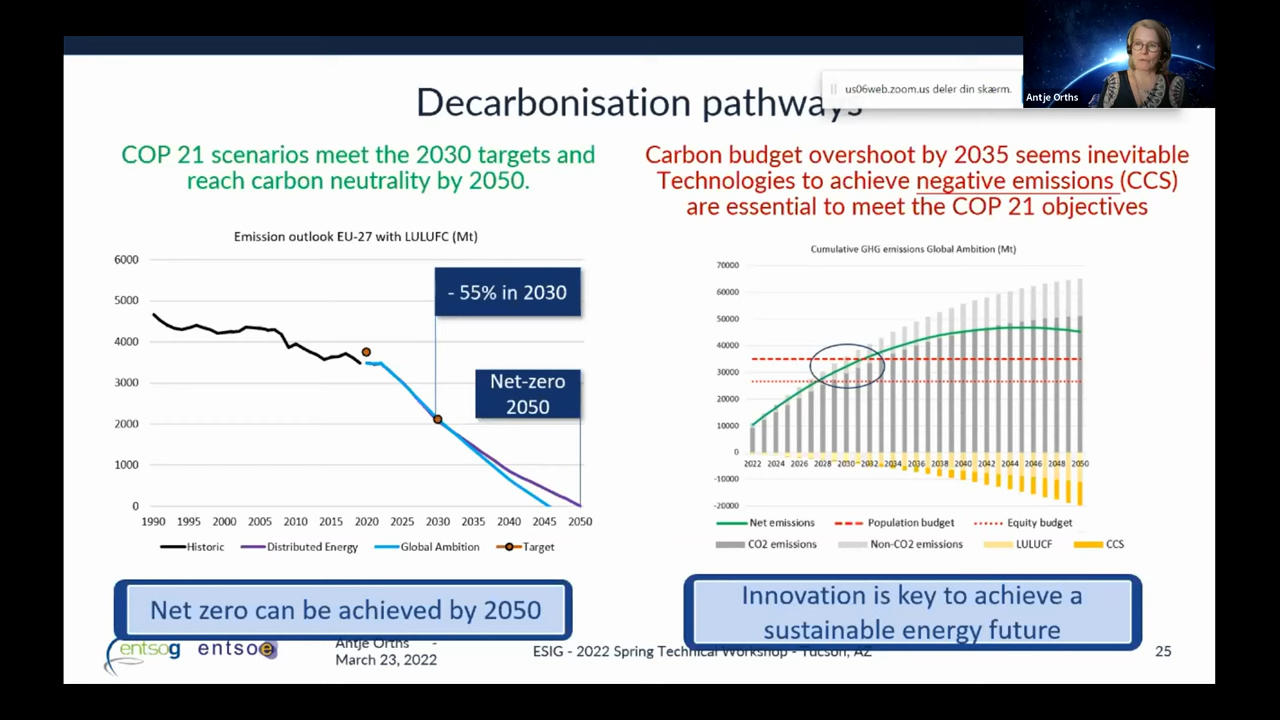 Antje Orths
us06web.zoom.us deler din skærm.
Decarbonisation pathways
COP 21 scenarios meet the 2030 targets and
reach carbon neutrality by 2050.
Emission outlook EU-27 with LULUFC (Mt)
6000
5000
4000
3000
2000
1000
0
- 55% in 2030
Net-zero
2050
1990 1995 2000 2005 2010 2015 2020 2025 2030 2035 2040 2045 2050
Historic Distributed Energy Global Ambition Target
Net zero can be achieved by 2050
Carbon budget overshoot by 2035 seems inevitable
Technologies to achieve negative emissions (CCS)
are essential to meet the COP 21 objectives
Cumulative GHG emissions Global Ambition (Mt)
70000
60000
50000
40000
30000
20000
10000
0
-10000
-20000
2022 2024 2026 2028 2030 2032 2034 2036 2038 2040 2042 2044 2046 2048 2050
Net emissions Population budget Equity budget
CO2 emissions Non-CO2 emissions LULUCF CCS
Innovation is key to achieve a
sustainable energy future
entsog entsoe
Antje Orths -
March 23, 2022
ESIG - 2022 Spring Technical Workshop - Tucson, AZ
25